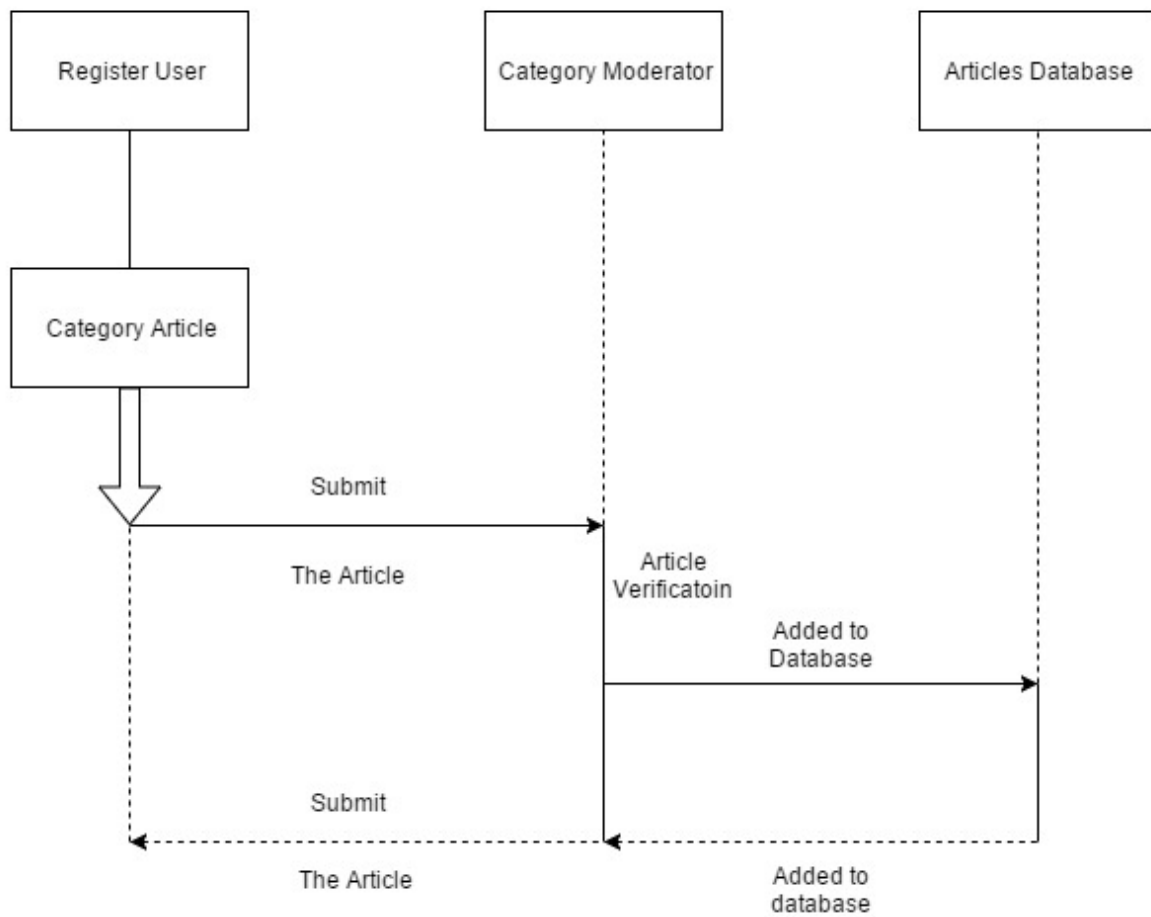 Register User
Category Moderator
Articles Database
Category Article
Submit
The Article
Article
Verificatoin
Added to
Database
Submit
The Article
Added to
database